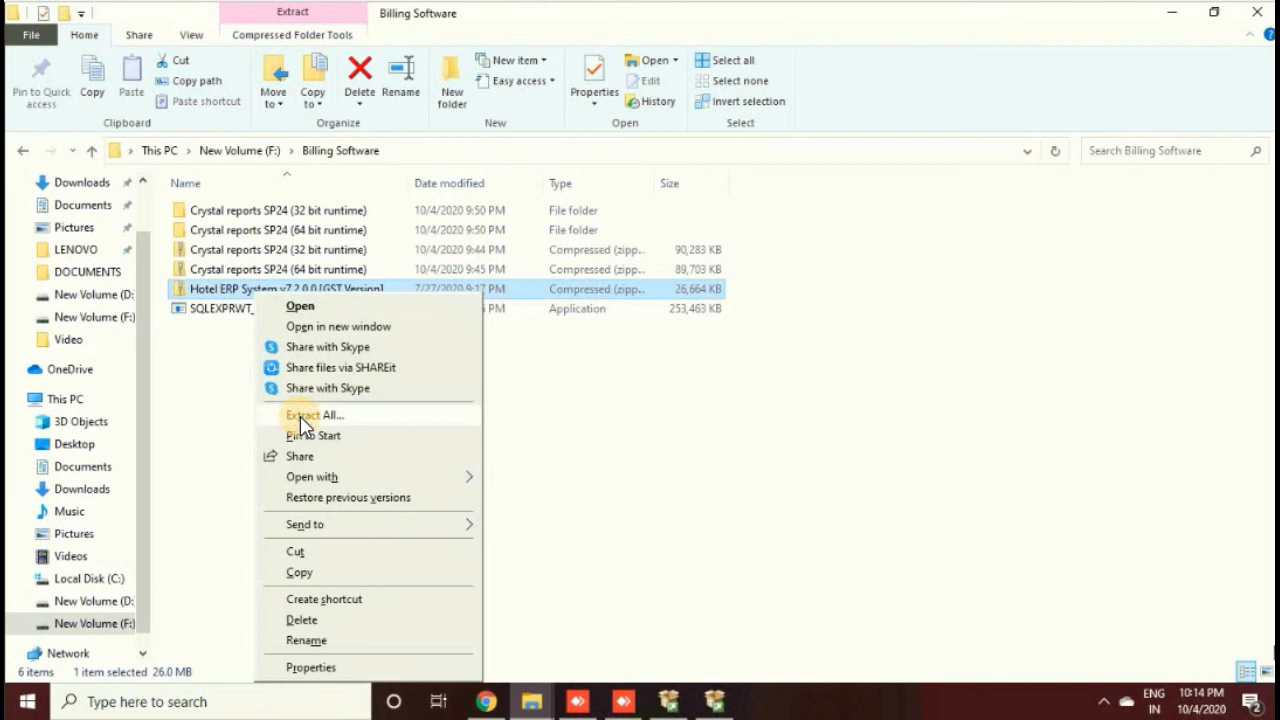 Extract
Billing Software
File
Home
Share
View
Compressed Folder Tools
Pin to Quick access
Copy
Paste
Cut
Copy path
Paste shortcut
Clipboard
Move to
Copy to
Delete
Rename
Organize
New folder
New item
Easy access
New
Properties
Open
Edit
History
Open
Select all
Select none
Invert selection
Select
This PC > New Volume (F:) > Billing Software
Search Billing Software
Name Date modified Type Size
Crystal reports SP24 (32 bit runtime) 10/4/2020 9:50 PM File folder
Crystal reports SP24 (64 bit runtime) 10/4/2020 9:50 PM File folder
Crystal reports SP24 (32 bit runtime) 10/4/2020 9:44 PM Compressed (zipp... 90,283 KB
Crystal reports SP24 (64 bit runtime) 10/4/2020 9:45 PM Compressed (zipp... 89,703 KB
Hotel ERP System v7.2.0.0 [GST Version] 7/27/2020 9:17 PM Compressed (zipp... 26,664 KB
SQLEXPRWT_ PM Application 253,463 KB
Downloads
Documents
Pictures
LENOVO
DOCUMENTS
New Volume (D:
New Volume (F:)
Video
OneDrive
This PC
3D Objects
Desktop
Documents
Downloads
Music
Pictures
Videos
Local Disk (C:)
New Volume (D:
New Volume (F:)
Network
Open
Open in new window
Share with Skype
Share files via SHAREit
Share with Skype
Extract All...
Pin to Start
Share
Open with
Restore previous versions
Send to
Cut
Copy
Create shortcut
Delete
Rename
Properties
6 items 1 item selected 26.0 MB
Type here to search
ENG
IN
10:14 PM
10/4/2020
2